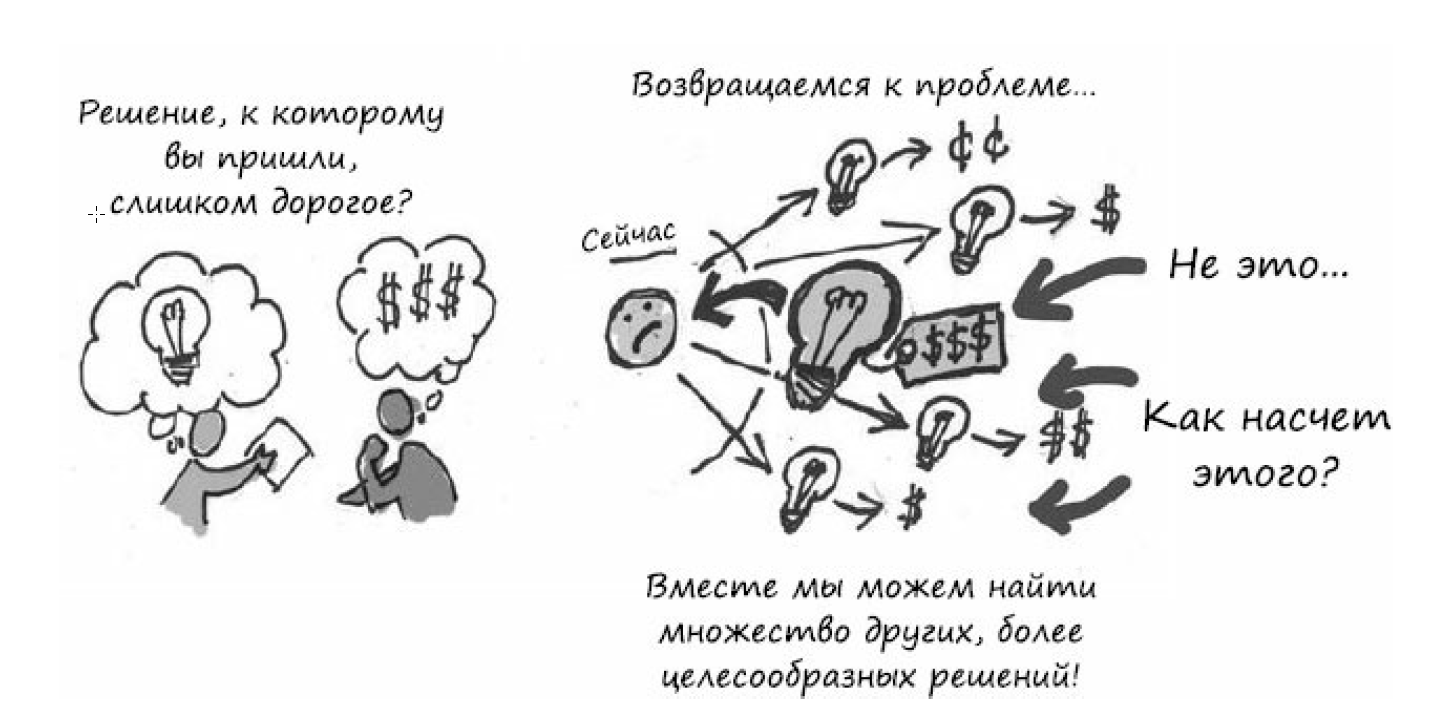 Решение, к которому
вы пришли,
слишком дорогое?
$$$
Возвращаемся к проблеме...
¢ ¢
$
Сейчас
Не это...
$$$
Как насчет
этого?
$$
$
Вместе мы можем найти
множество других, более
целесообразных решений!